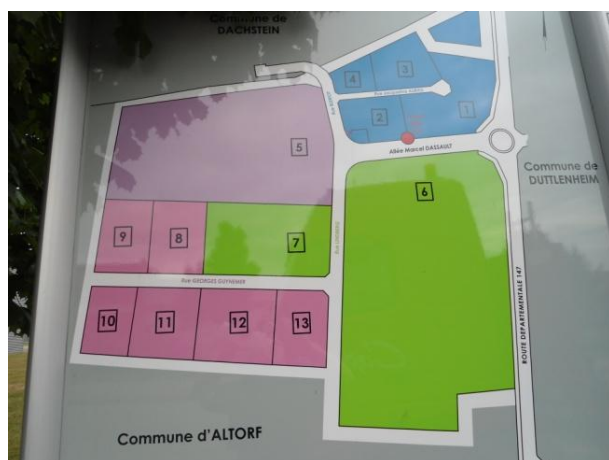 Commune de
DACHSTEIN
4
3
2
1
5
Allée Marcel DASSAULT
Commune de
DUTTLENHEIM
6
9
8
7
Rue GEORGES GUYNEMER
10
11
12
13
ROUTE DEPARTEMENTALE 147
Commune d'ALTORF